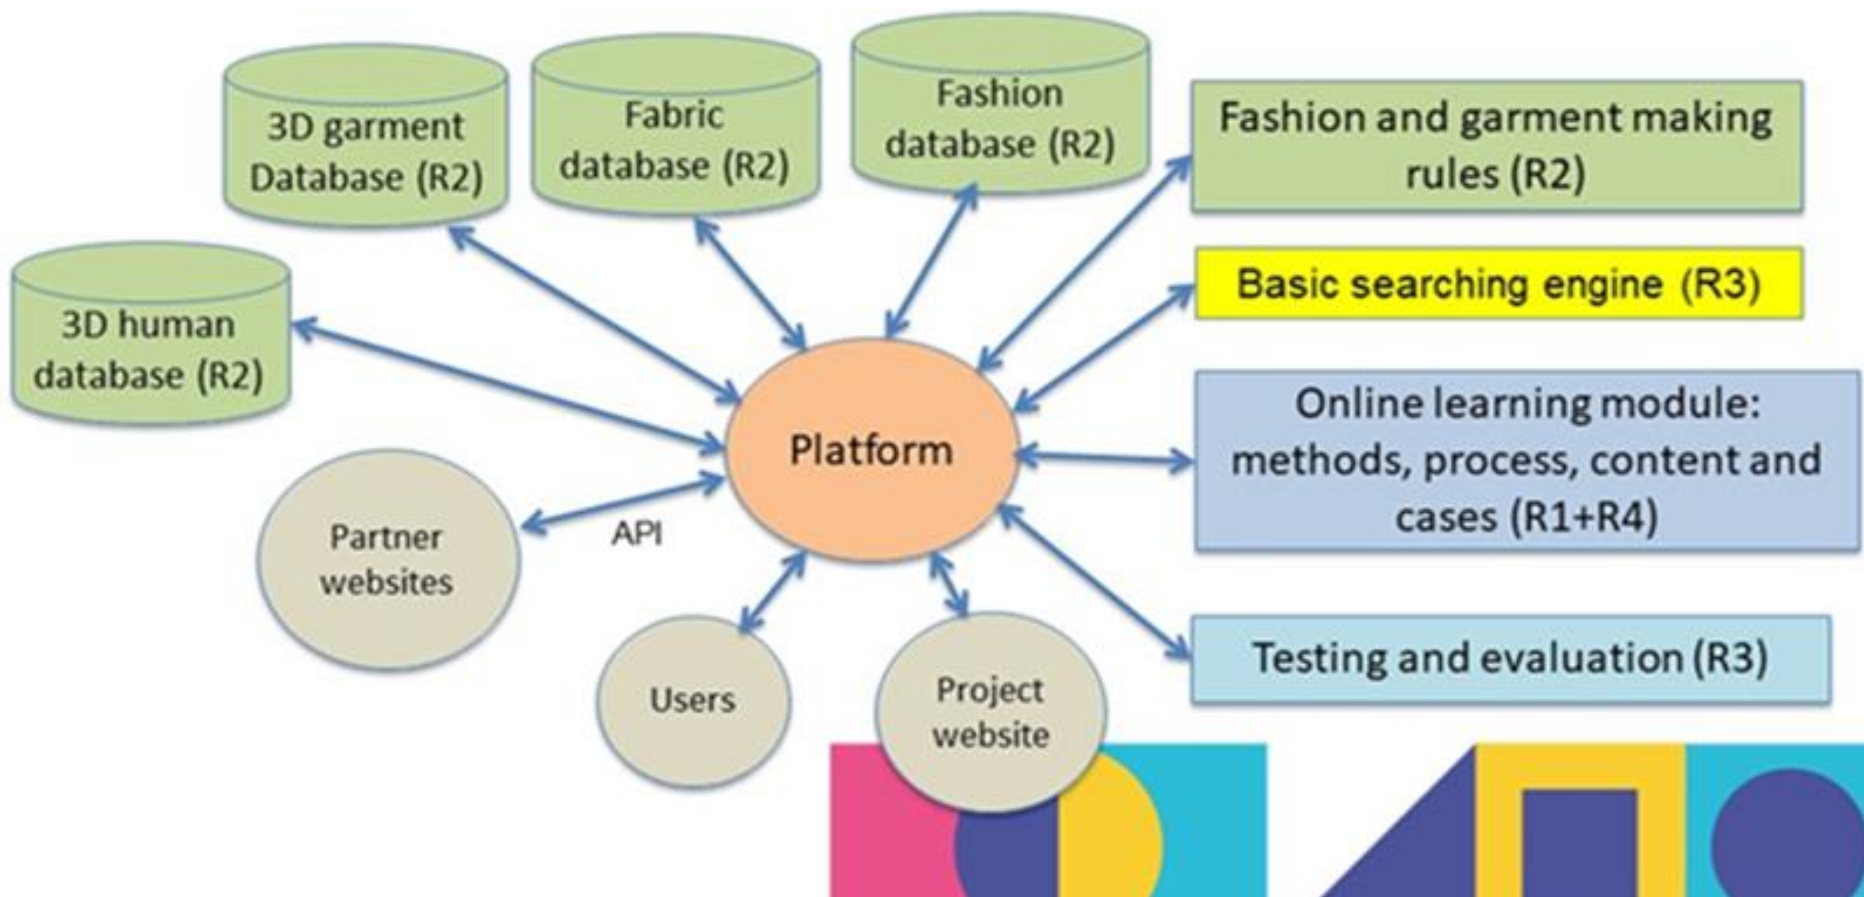 3D garment
Database (R2)
Fabric
database (R2)
Fashion
database (R2)
Fashion and garment making
rules (R2)
3D human
database (R2)
Basic searching engine (R3)
Platform
Online learning module:
methods, process, content and
cases (R1+R4)
Partner
websites
API
Users
Project
website
Testing and evaluation (R3)